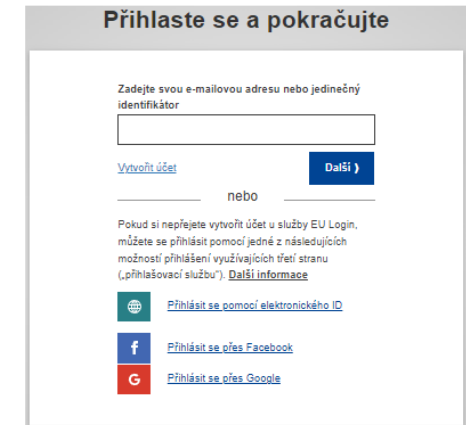 Přihlaste se a pokračujte
Zadejte svou e-mailovou adresu nebo jedinečný
identifikátor
Vytvořit účet
Další ❯
nebo
Pokud si nepřejete vytvořit účet u služby EU Login,
můžete se přihlásit pomocí jedné z následujících
možností přihlášení využívajících třetí stranu
(„přihlašovací službu“). Další informace
Přihlásit se pomocí elektronického ID
f
Přihlásit se přes Facebook
G
Přihlásit se přes Google